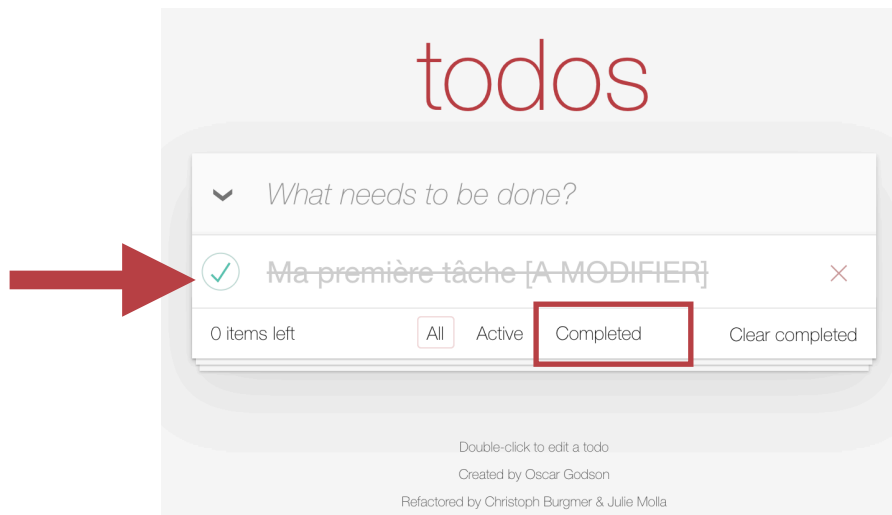 todos
What needs to be done?
Ma première tâche [A MODIFIER]
0 items left All Active Completed Clear completed
Double-click to edit a todo
Created by Oscar Godson
Refactored by Christoph Burgmer & Julie Molla